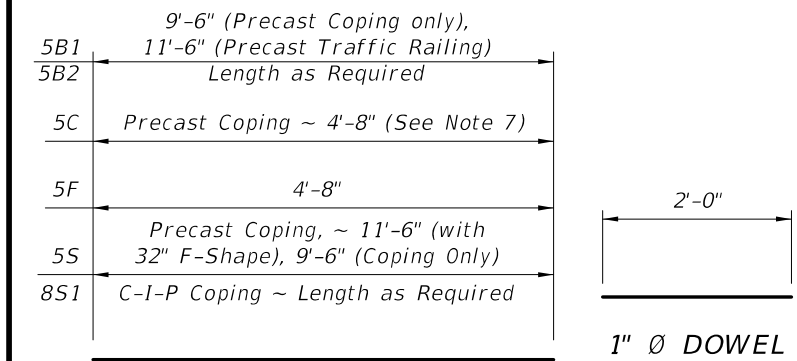 9'-6" (Precast Coping only),
5B1 11'-6" (Precast Traffic Railing)
5B2 Length as Required
5C Precast Coping ~ 4'-8" (See Note 7)
5F 4'-8"
2'-0"
Precast Coping, ~ 11'-6" (with
5S 32" F-Shape), 9'-6" (Coping Only)
8S1 C-I-P Coping ~ Length as Required
1" Ø DOWEL